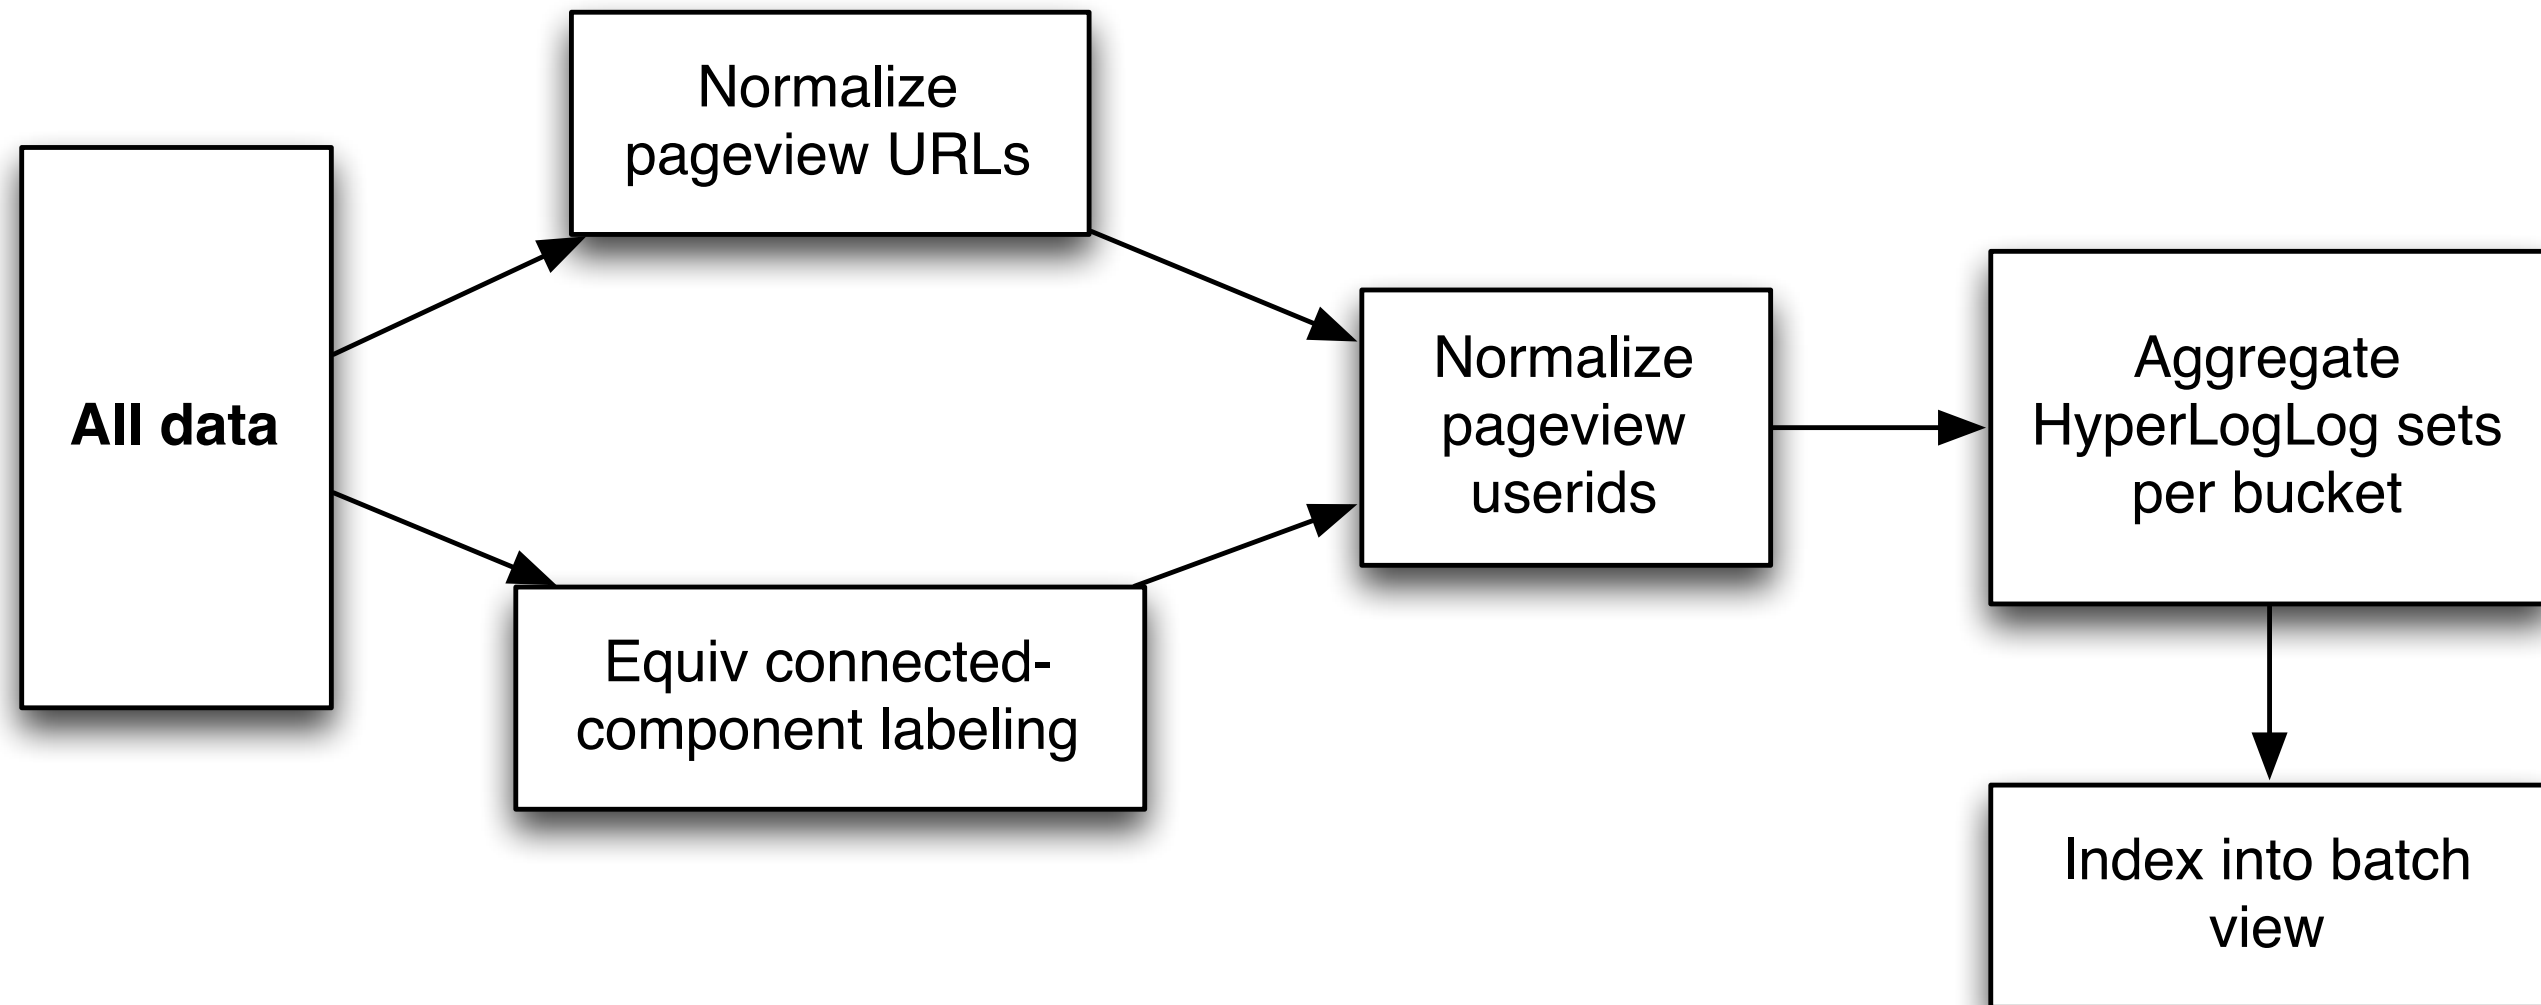 Normalize
pageview URLs
All data
Equiv connected-
component labeling
Normalize
pageview
userids
Aggregate
HyperLogLog sets
per bucket
Index into batch
view